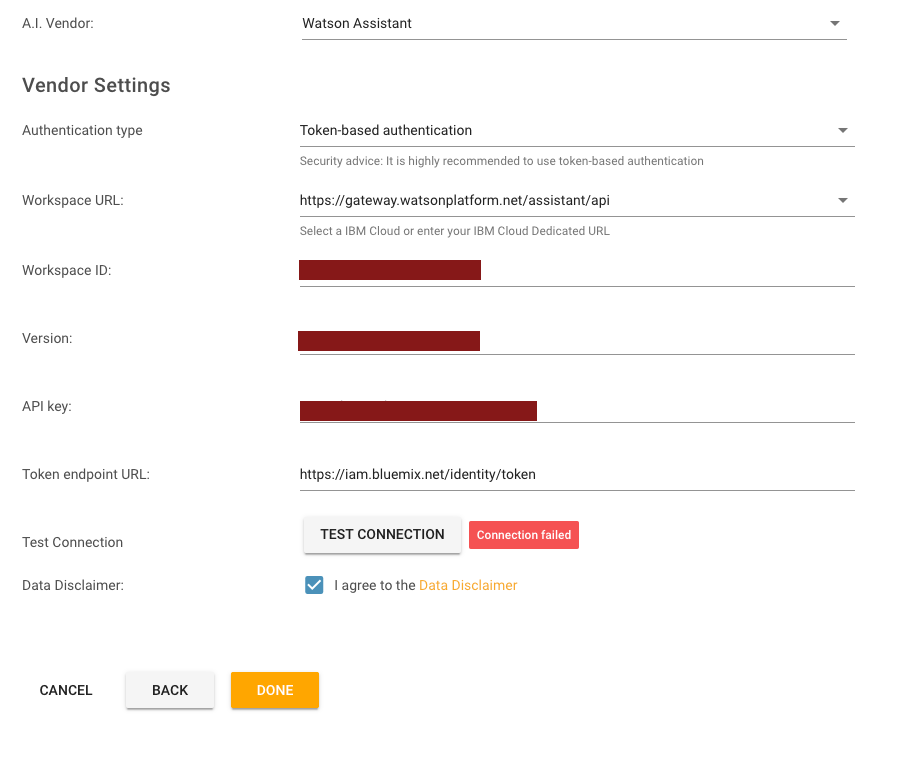 A.I. Vendor: Watson Assistant
Vendor Settings
Authentication type Token-based authentication
Security advice: It is highly recommended to use token-based authentication
Workspace URL: https://gateway.watsonplatform.net/assistant/api
Select a IBM Cloud or enter your IBM Cloud Dedicated URL
Workspace ID:
Version:
API key:
Token endpoint URL: https://iam.bluemix.net/identity/token
Test Connection TEST CONNECTION Connection failed
Data Disclaimer: I agree to the Data Disclaimer
CANCEL BACK DONE